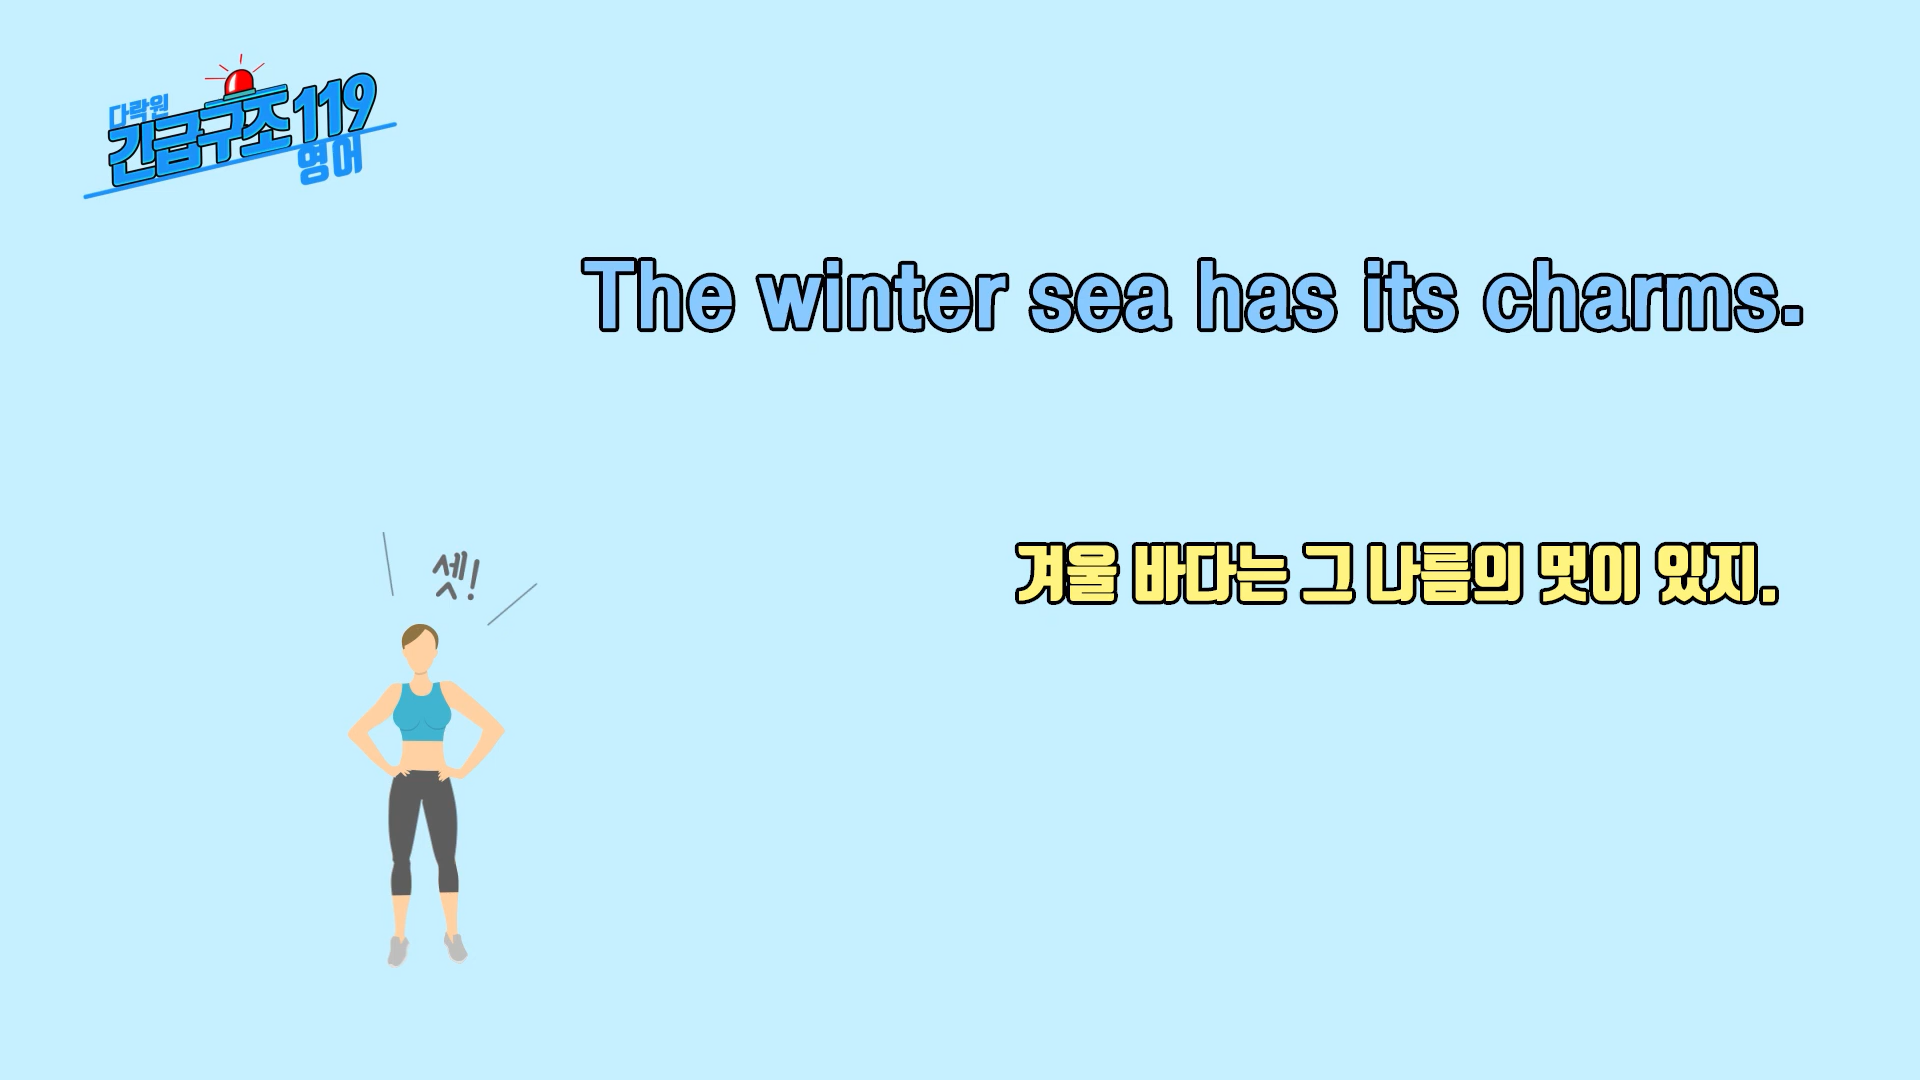 다락원
긴급구조119
영어
The winter sea has its charms.
셋!
겨울 바다는 그 나름의 멋이 있지.